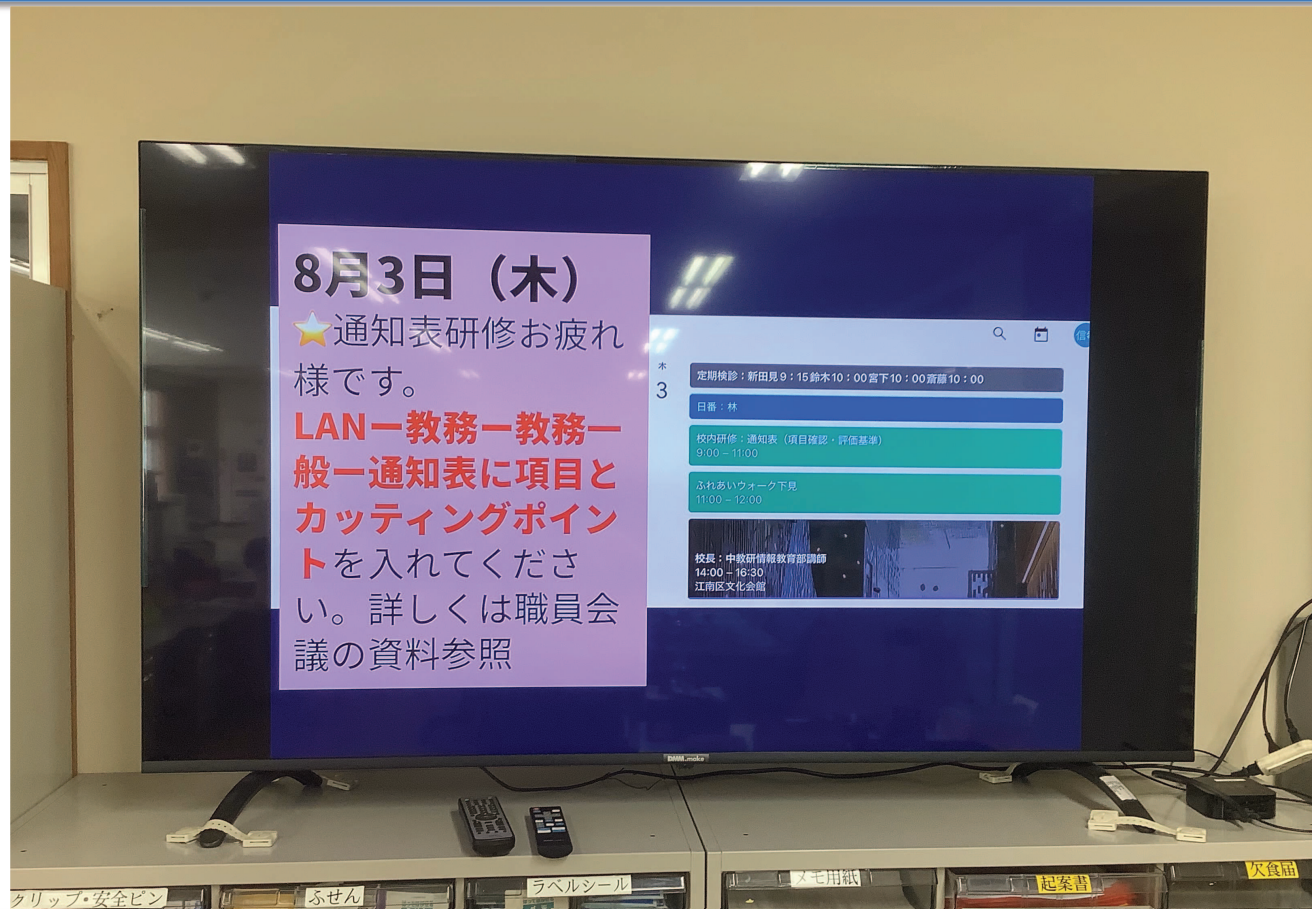 8月3日（木）
⭐通知表研修お疲れ
様です。
LANー教務ー教務一
般ー通知表に項目と
カッティングポイン
トを入れてくださ
い。詳しくは職員会
議の資料参照
木
3
定期検診：新田見9：15鈴木10：00宮下10：00斎藤10：00
日番：林
校内研修：通知表（項目確認・評価基準）
9:00 – 11:00
ふれあいウォーク下見
11:00 – 12:00
校長：中教研情報教育部講師
14:00 – 16:30
江南区文化会館
DMM.make
クリップ・安全ピン
ふせん
ラベルシール
メモ用紙
起案書
欠食届